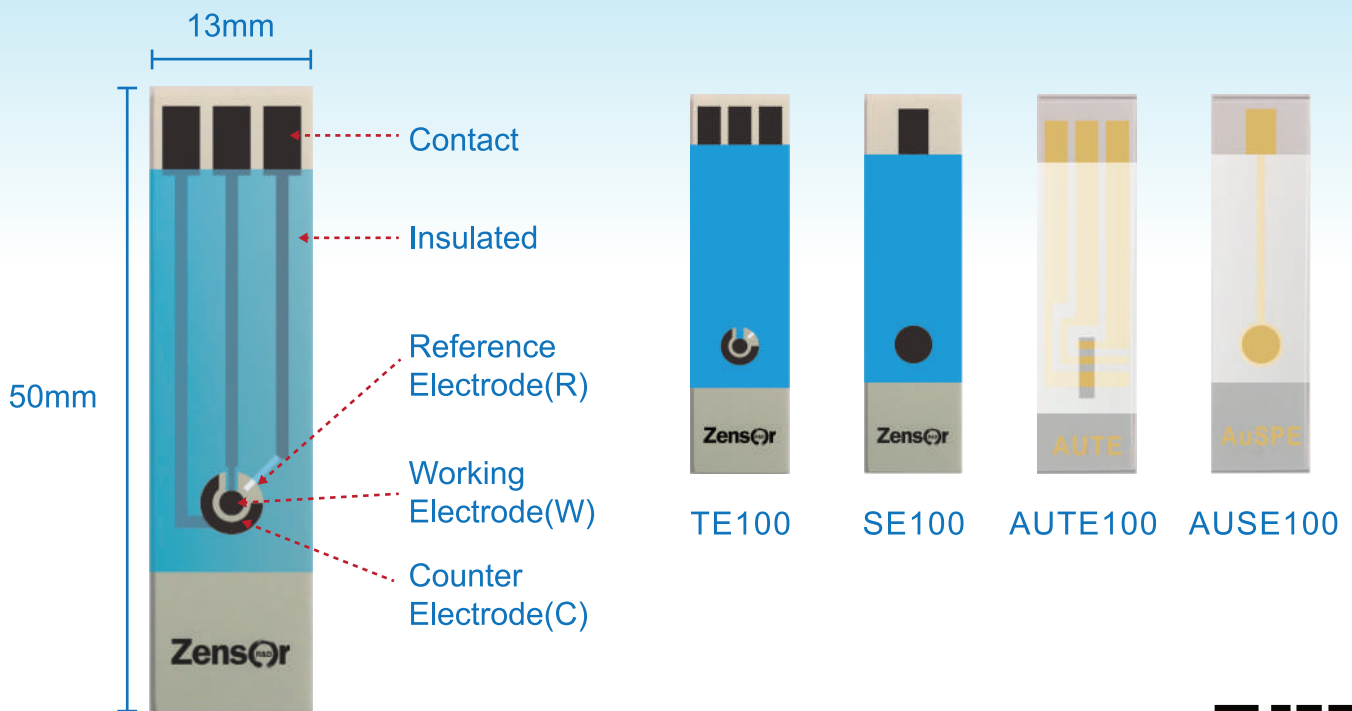 13mm
50mm
Contact
Insulated
Reference
Electrode(R)
Working
Electrode(W)
Counter
Electrode(C)
Zensor
R&D
Zensor
Zensor
AUTE
AuSPE
TE100
SE100
AUTE100
AUSE100